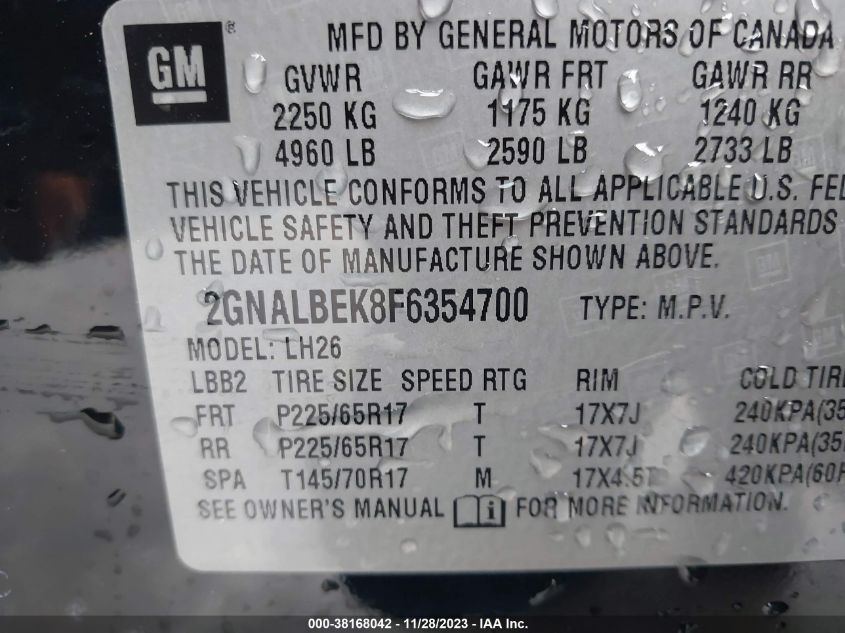 GM ®
MFD BY GENERAL MOTORS OF CANADA
GVWR GAWR FRT GAWR RR
2250 KG 1175 KG 1240 KG
4960 LB 2590 LB 2733 LB
THIS VEHICLE CONFORMS TO ALL APPLICABLE U.S. FE
VEHICLE SAFETY AND THEFT PREVENTION STANDARDS
THE DATE OF MANUFACTURE SHOWN ABOVE.
2GNALBEK8F6354700 TYPE: M.P.V.
MODEL: LH26
LBB2 TIRE SIZE SPEED RTG RIM COLD TIR
FRT P225/65R17 T 17X7J 240KPA(35
RR P225/65R17 T 17X7J 240KPA(35
SPA T145/70R17 M 17X4.5T 420KPA(60
SEE OWNER'S MANUAL i FOR MORE INFORMATION.
000-38168042 - 11/28/2023 - IAA Inc.